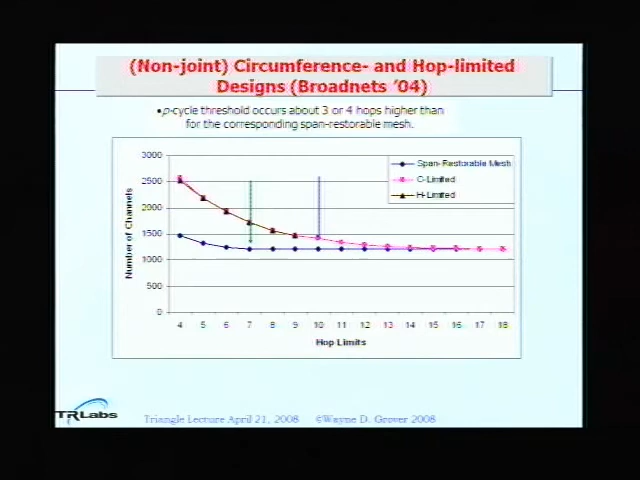 (Non-joint) Circumference- and Hop-limited
Designs (Broadnets '04)
•p-cycle threshold occurs about 3 or 4 hops higher than
for the corresponding span-restorable mesh.
3000
2500
2000
1500
1000
500
0
Number of Channels
Span-Restorable Mesh
C-Limited
H-Limited
4 5 6 7 8 9 10 11 12 13 14 15 16 17 18
Hop Limits
TRLabs
Triangle Lecture April 21, 2008 ©Wayne D. Grover 2008